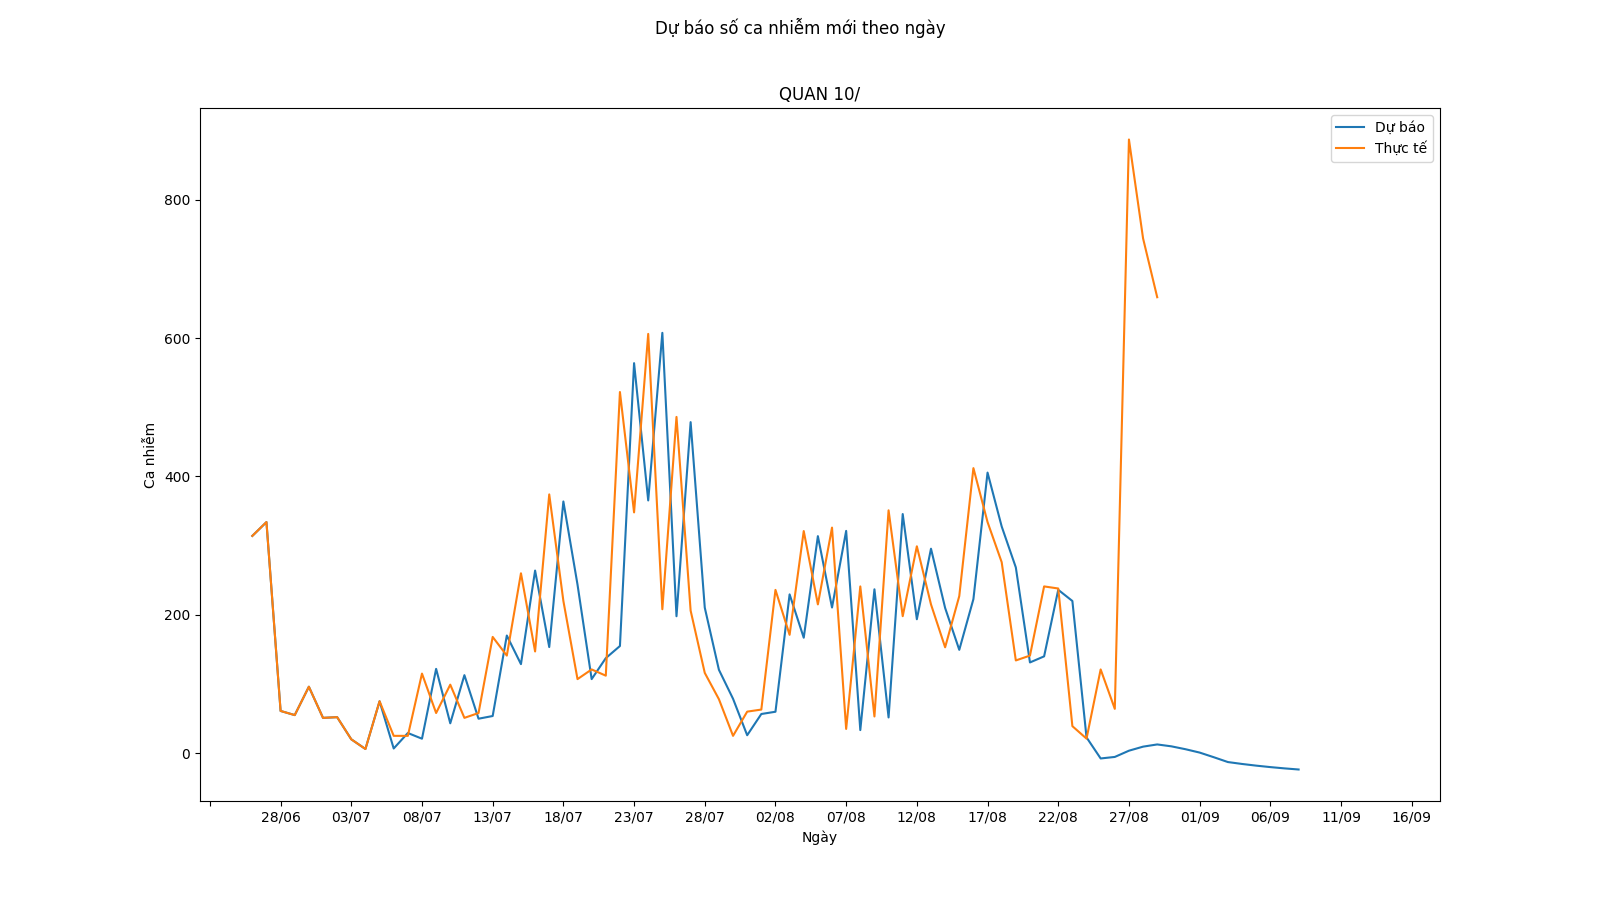 Dự báo số ca nhiễm mới theo ngày
QUAN 10/
Dự báo
Thực tế
800
600
400
200
0
Ca nhiễm
28/06 03/07 08/07 13/07 18/07 23/07 28/07 02/08 07/08 12/08 17/08 22/08 27/08 01/09 06/09 11/09 16/09
Ngày